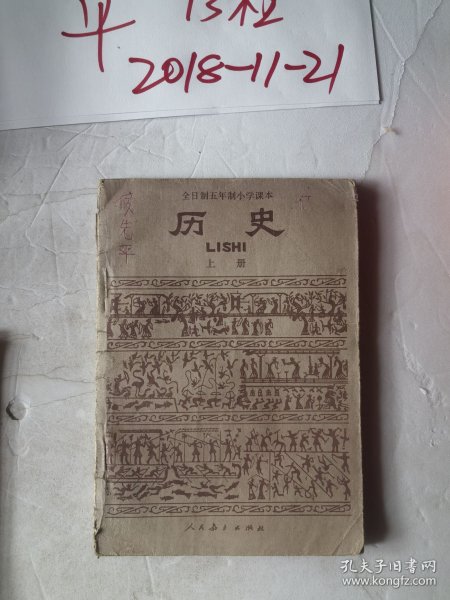 2018-11-21
全日制五年制小学课本
历史
LISHI
上册
人民教育出版社
孔夫子旧书网
www.kongfz.com